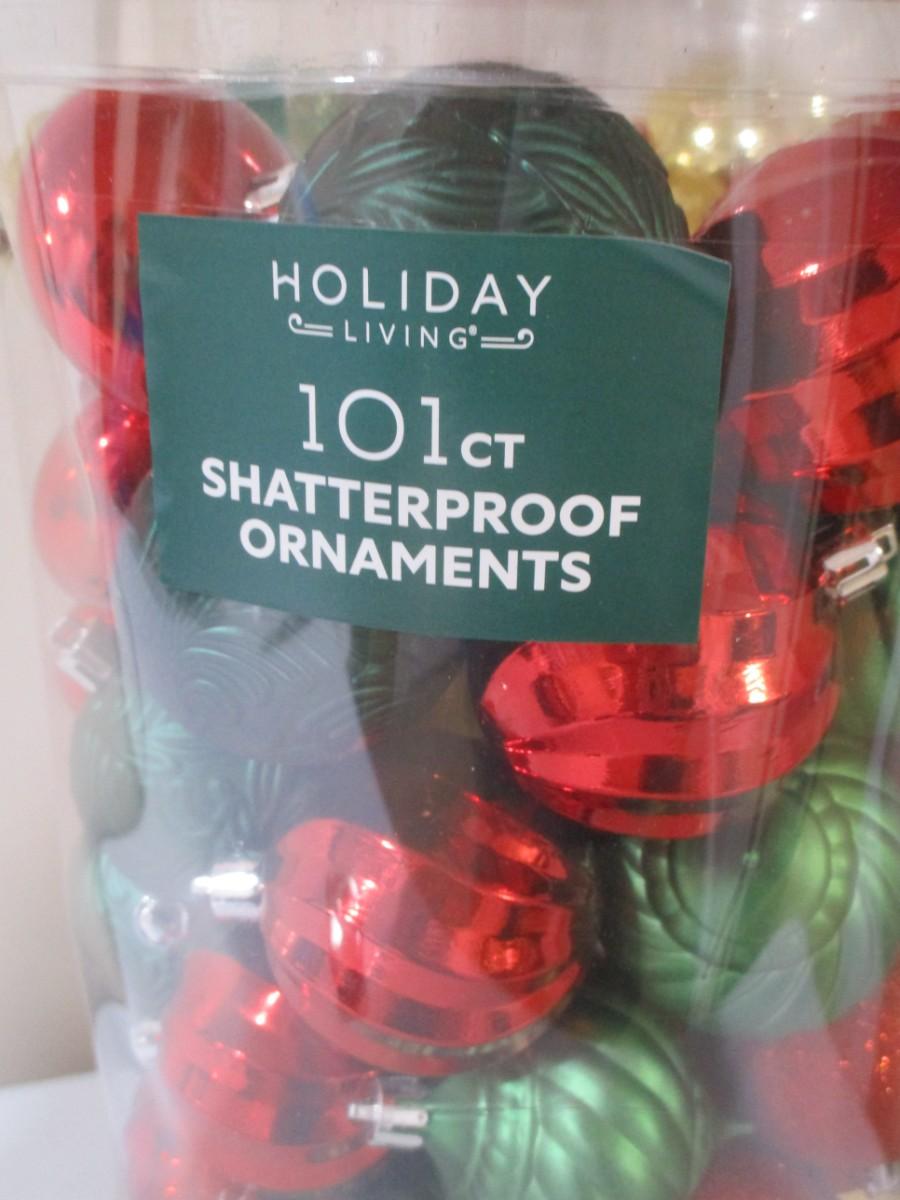 HOLIDAY
LIVING®
101CT
SHATTERPROOF
ORNAMENTS